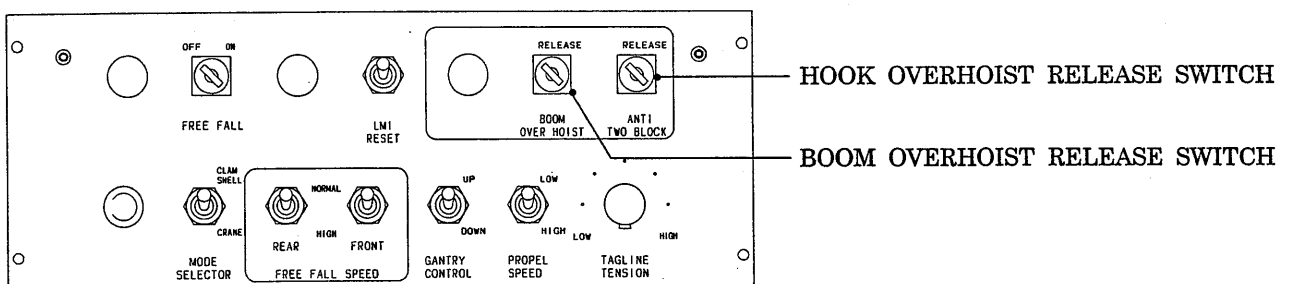 OFF ON
RELEASE
RELEASE
HOOK OVERHOIST RELEASE SWITCH
FREE FALL
LMI
RESET
BOOM
OVER HOIST
ANTI
TWO BLOCK
BOOM OVERHOIST RELEASE SWITCH
CLAM
SHELL
CRANE
MODE
SELECTOR
NORMAL
HIGH
REAR
FRONT
FREE FALL SPEED
UP
DOWN
GANTRY
CONTROL
LOW
HIGH
PROPEL
SPEED
LOW
HIGH
TAGLINE
TENSION